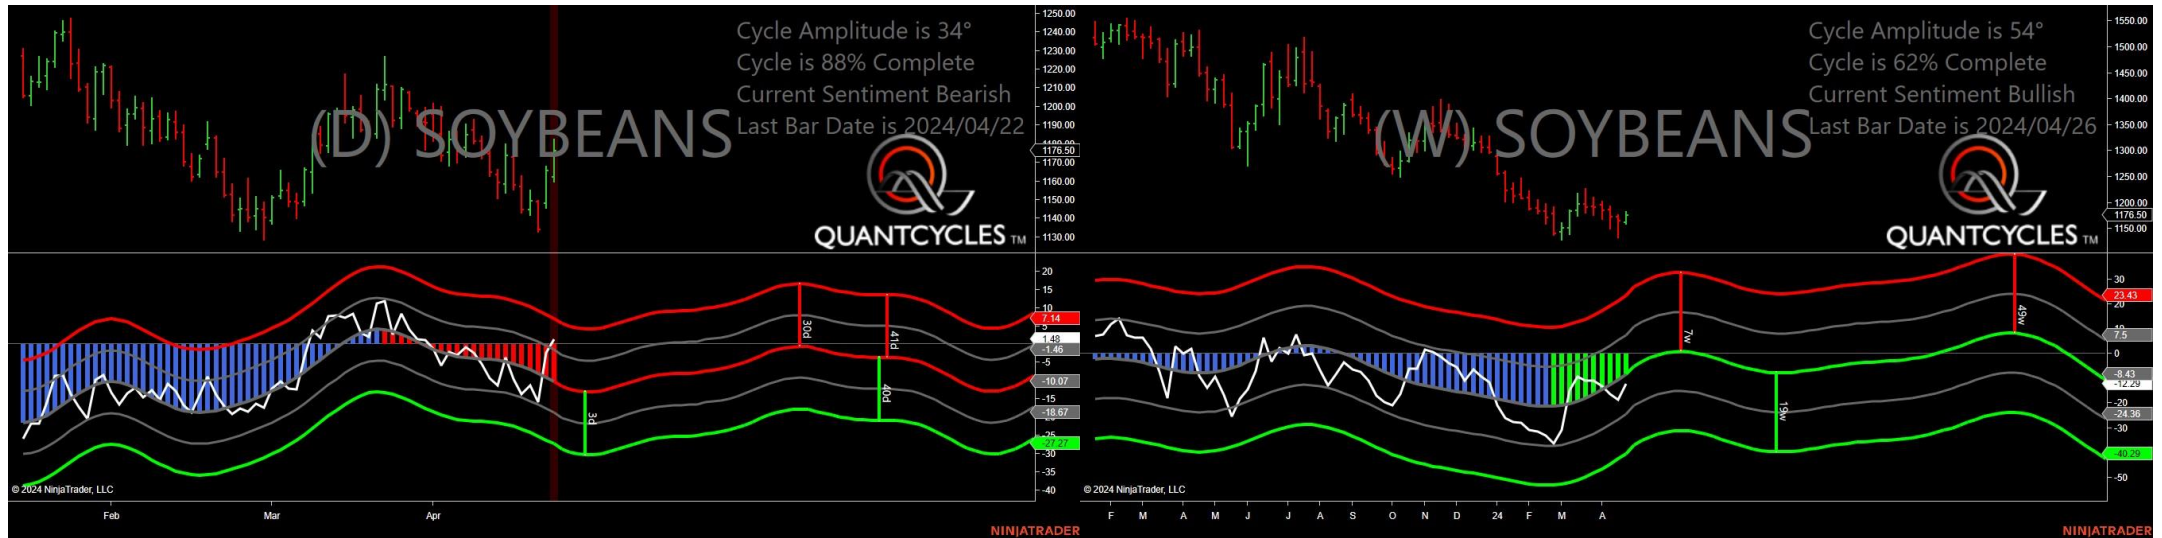 Cycle Amplitude is 34°
Cycle is 88% Complete
Current Sentiment Bearish
Last Bar Date is 2024/04/22
(D) SOYBEANS
QUANTCYCLES TM
1250.00
1240.00
1230.00
1220.00
1210.00
1200.00
1190.00
1176.50
1170.00
1160.00
1150.00
1140.00
1130.00
20
15
10
7.14
5
1.48
-1.46
-5
-10.07
-15
-18.67
-25
-27.27
-30
-35
-40
3d
30d
41d
40d
© 2024 NinjaTrader, LLC
Feb
Mar
Apr
NINJATRADER
Cycle Amplitude is 54°
Cycle is 62% Complete
Current Sentiment Bullish
Last Bar Date is 2024/04/26
(W) SOYBEANS
QUANTCYCLES TM
1550.00
1500.00
1450.00
1400.00
1350.00
1300.00
1250.00
1200.00
1176.50
1150.00
30
23.43
20
10
7.5
0
-8.43
-12.29
-20
-24.36
-30
-40.29
-50
7w
19w
49w
© 2024 NinjaTrader, LLC
F M A M J J A S O N D 24 F M A
NINJATRADER